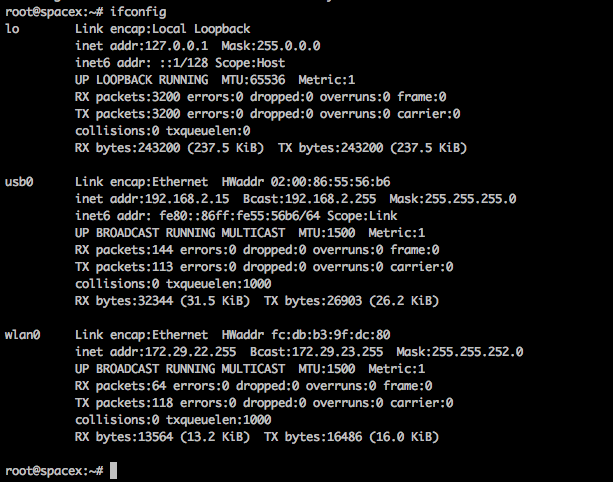 root@spacex:~# ifconfig
lo        Link encap:Local Loopback
          inet addr:127.0.0.1  Mask:255.0.0.0
          inet6 addr: ::1/128 Scope:Host
          UP LOOPBACK RUNNING  MTU:65536  Metric:1
          RX packets:3200 errors:0 dropped:0 overruns:0 frame:0
          TX packets:3200 errors:0 dropped:0 overruns:0 carrier:0
          collisions:0 txqueuelen:0
          RX bytes:243200 (237.5 KiB)  TX bytes:243200 (237.5 KiB)

usb0      Link encap:Ethernet  HWaddr 02:00:86:55:56:b6
          inet addr:192.168.2.15  Bcast:192.168.2.255  Mask:255.255.255.0
          inet6 addr: fe80::86ff:fe55:56b6/64 Scope:Link
          UP BROADCAST RUNNING MULTICAST  MTU:1500  Metric:1
          RX packets:144 errors:0 dropped:0 overruns:0 frame:0
          TX packets:113 errors:0 dropped:0 overruns:0 carrier:0
          collisions:0 txqueuelen:1000
          RX bytes:32344 (31.5 KiB)  TX bytes:26903 (26.2 KiB)

wlan0     Link encap:Ethernet  HWaddr fc:db:b3:9f:dc:80
          inet addr:172.29.22.255  Bcast:172.29.23.255  Mask:255.255.252.0
          UP BROADCAST RUNNING MULTICAST  MTU:1500  Metric:1
          RX packets:64 errors:0 dropped:0 overruns:0 frame:0
          TX packets:118 errors:0 dropped:0 overruns:0 carrier:0
          collisions:0 txqueuelen:1000
          RX bytes:13564 (13.2 KiB)  TX bytes:16486 (16.0 KiB)

root@spacex:~#